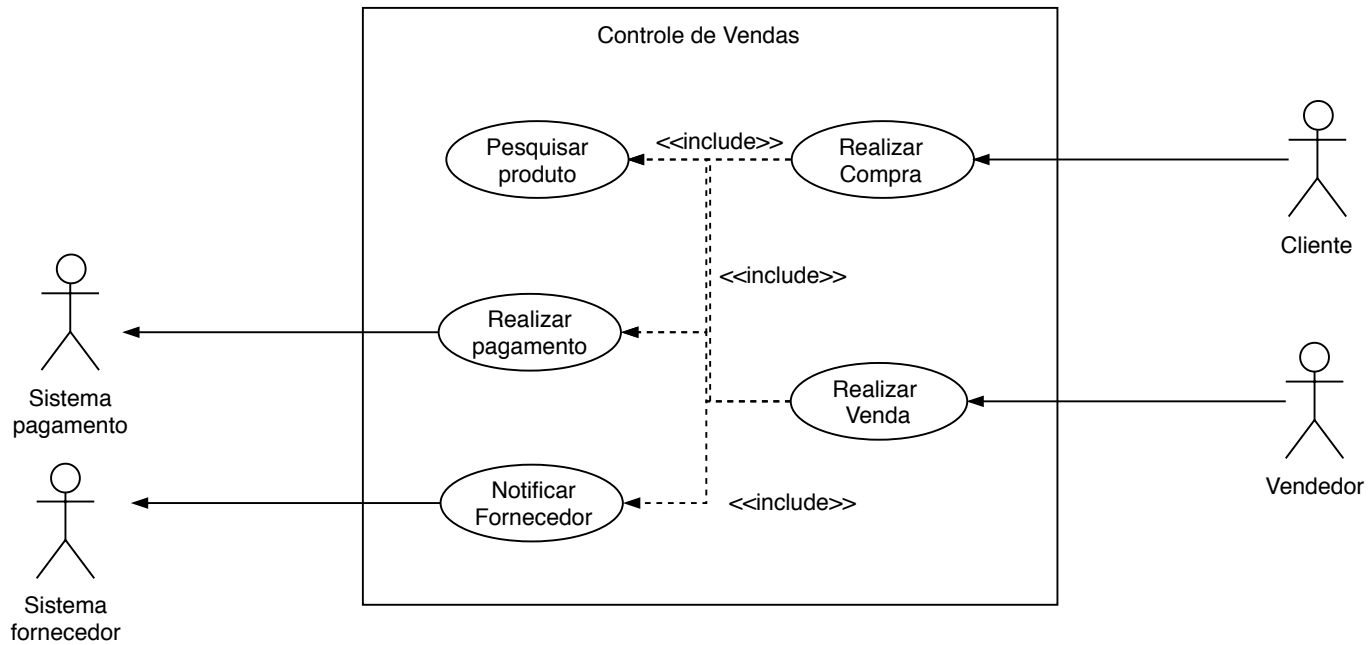 Controle de Vendas
Pesquisar
produto
<<include>>
Realizar
Compra
Cliente
<<include>>
Sistema
pagamento
Realizar
pagamento
Realizar
Venda
Vendedor
Notificar
Fornecedor
<<include>>
Sistema
fornecedor